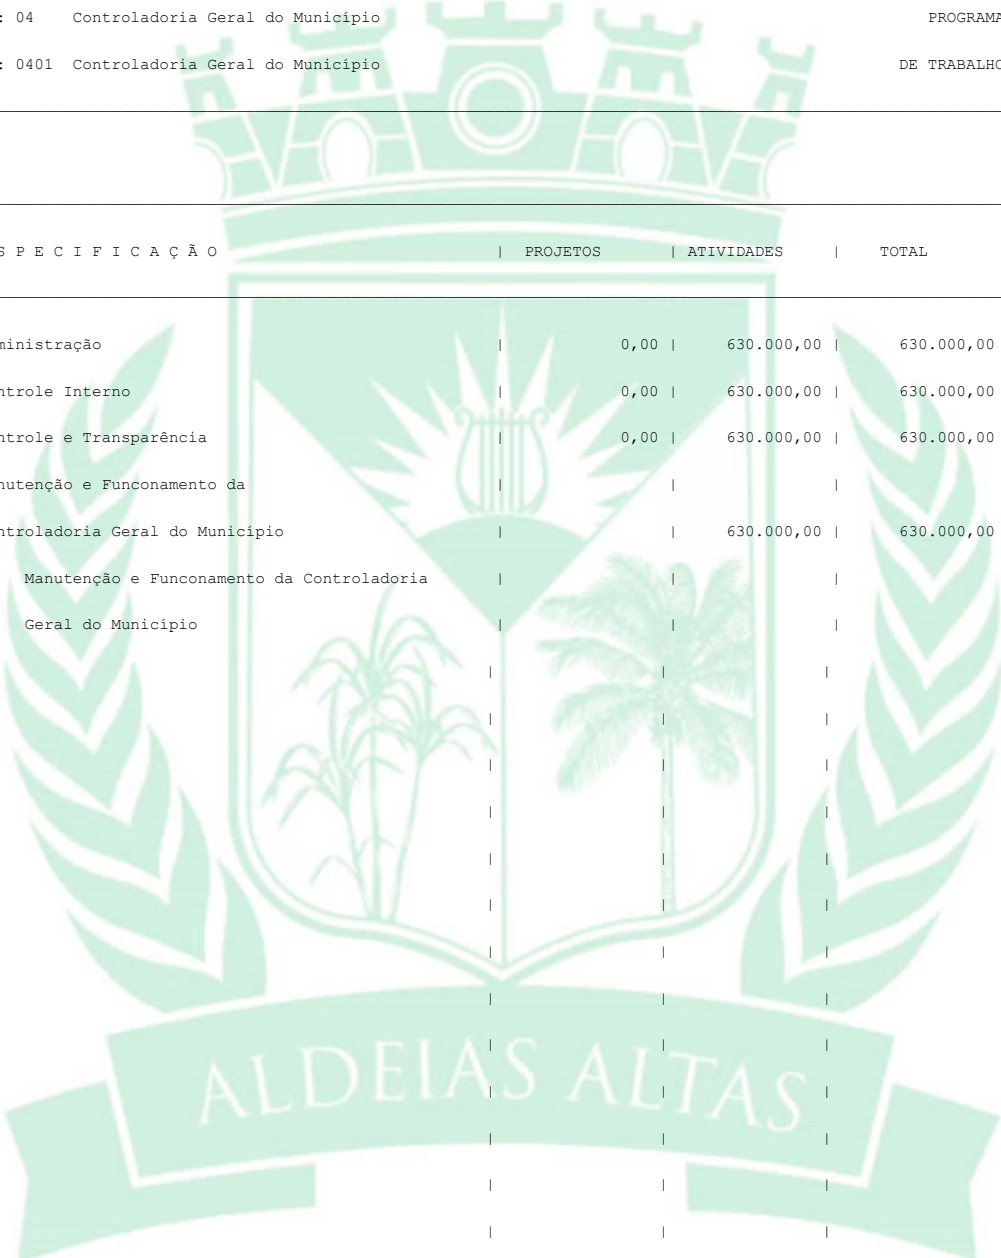 : 04 Controladoria Geral do Município PROGRAMA
: 0401 Controladoria Geral do Município DE TRABALHO
S P E C I F I C A Ç Ã O | PROJETOS | ATIVIDADES | TOTAL
ministração | 0,00 | 630.000,00 | 630.000,00
ntrole Interno | 0,00 | 630.000,00 | 630.000,00
ntrole e Transparência | 0,00 | 630.000,00 | 630.000,00
nutenção e Funconamento da | | |
ntroladoria Geral do Município | | 630.000,00 | 630.000,00
Manutenção e Funconamento da Controladoria | | |
Geral do Município | | |
ALDEIAS ALTAS